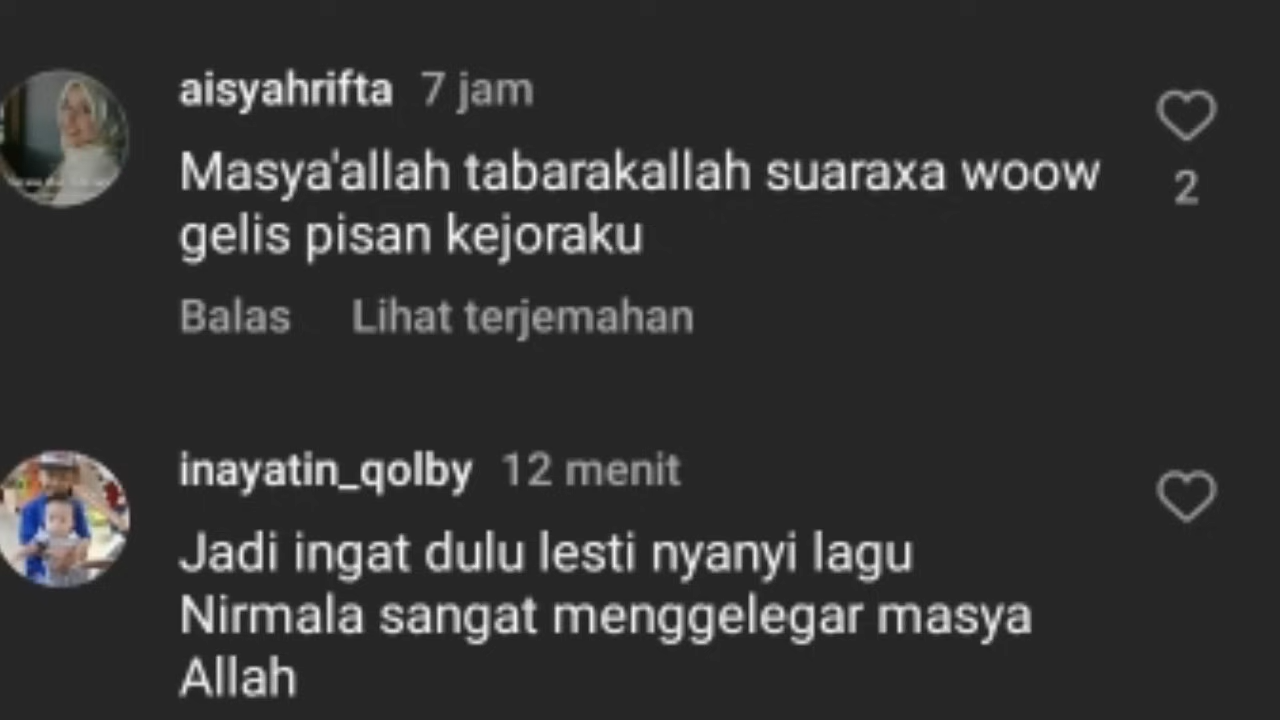 aisyahrifta 7 jam
Masya'allah tabarakallah suaraxa woow
2
gelis pisan kejoraku
Balas Lihat terjemahan
inayatin_qolby 12 menit
Jadi ingat dulu lesti nyanyi lagu
Nirmala sangat menggelegar masya
Allah